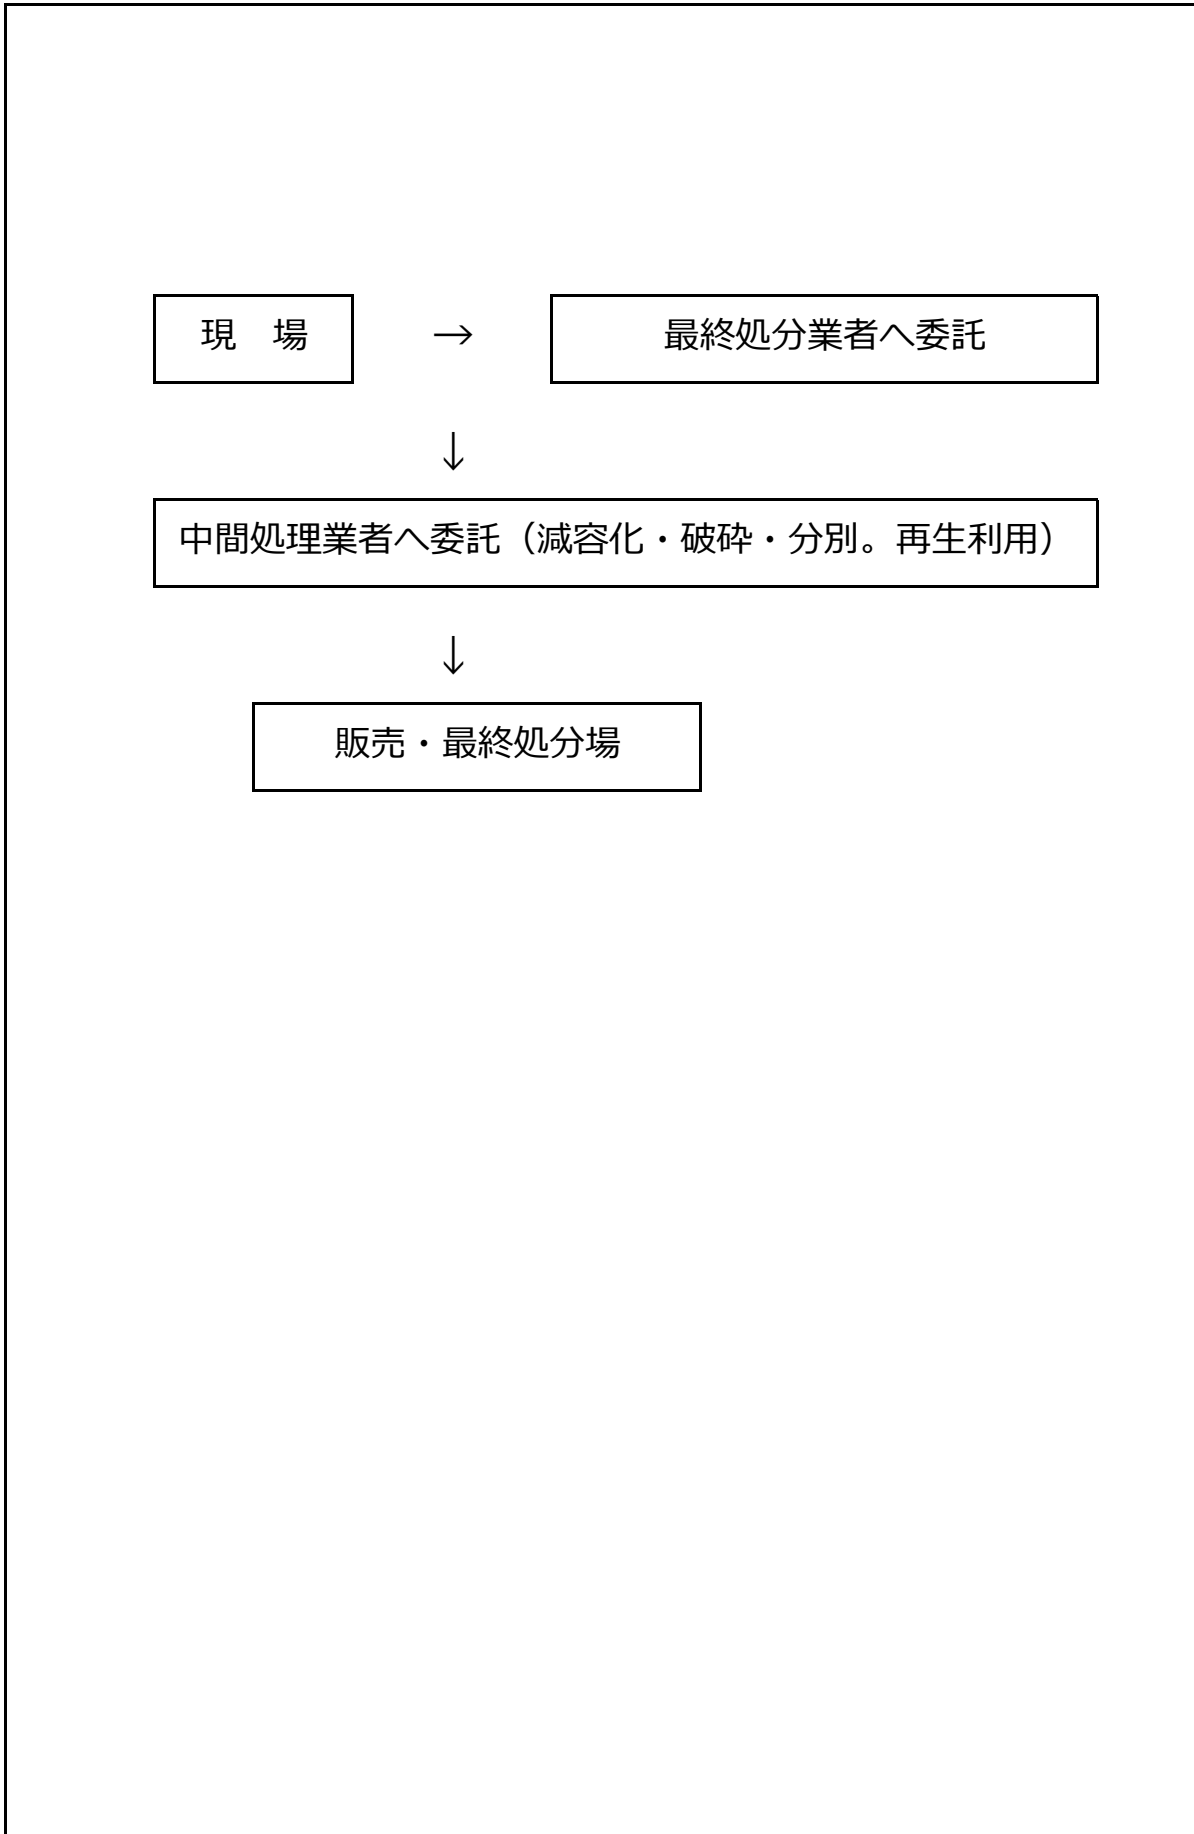 現　場　→　最終処分業者へ委託
↓
中間処理業者へ委託（減容化・破砕・分別。再生利用）
↓
販売・最終処分場